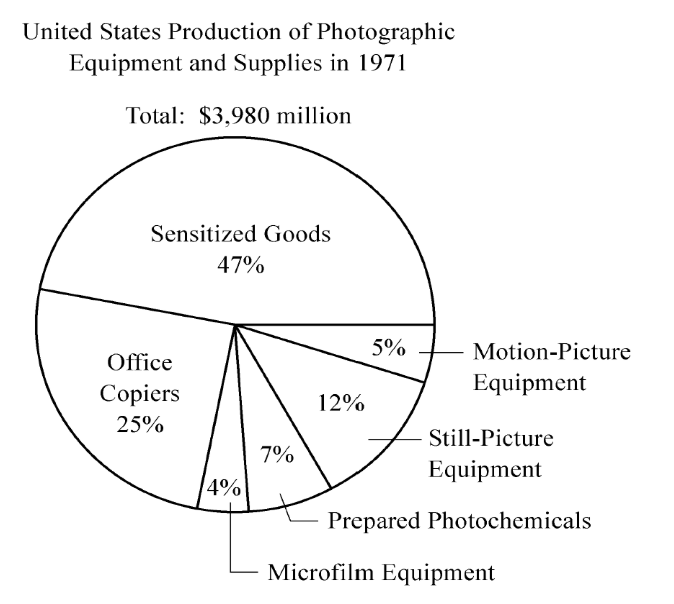 United States Production of Photographic
Equipment and Supplies in 1971
Total: $3,980 million
Sensitized Goods
47%
Office
Copiers
25%
5%
Motion-Picture
Equipment
12%
Still-Picture
Equipment
7%
Prepared Photochemicals
4%
Microfilm Equipment